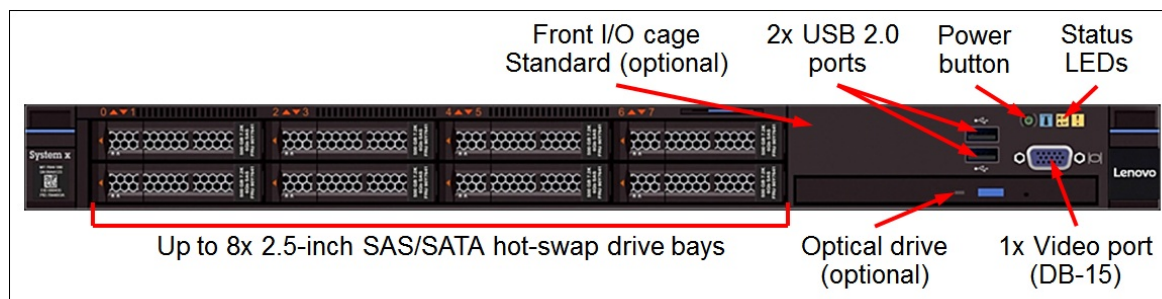 Front I/O cage
Standard (optional)
2x USB 2.0
ports
Power
button
Status
LEDs
0 1
2 3
4 5
6 7
System x
Lenovo
Up to 8x 2.5-inch SAS/SATA hot-swap drive bays
Optical drive
(optional)
1x Video port
(DB-15)